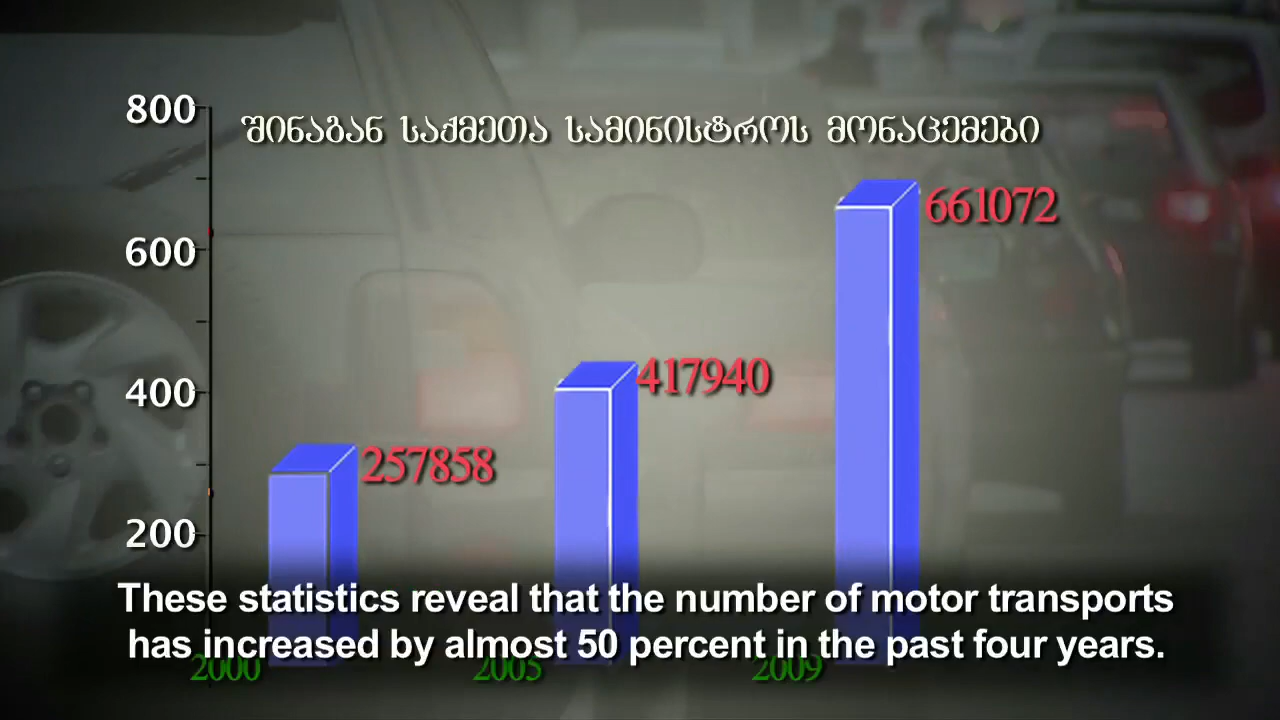 800
შინაგან საქმეთა სამინისტროს მონაცემები
661072
600
417940
400
257858
200
These statistics reveal that the number of motor transports
has increased by almost 50 percent in the past four years.
2000 2005 2009